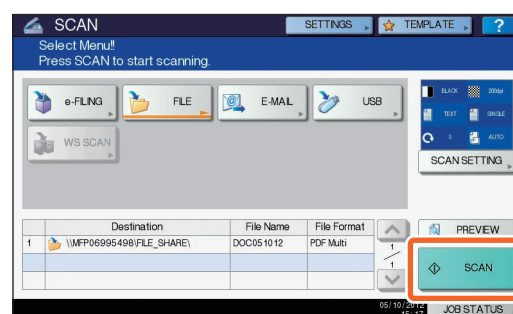 SCAN
SETTINGS
TEMPLATE
?
Select Menu!!
Press SCAN to start scanning.
e-FILING
FILE
E-MAIL
USB
WS SCAN
BLACK
200dpi
TEXT
SINGLE
0
AUTO
SCAN SETTING
Destination File Name File Format
1 \\MFP06995498\FILE_SHARE\ DOC051012 PDF Multi
1
1
PREVIEW
SCAN
05/10/2012
15:17
JOB STATUS